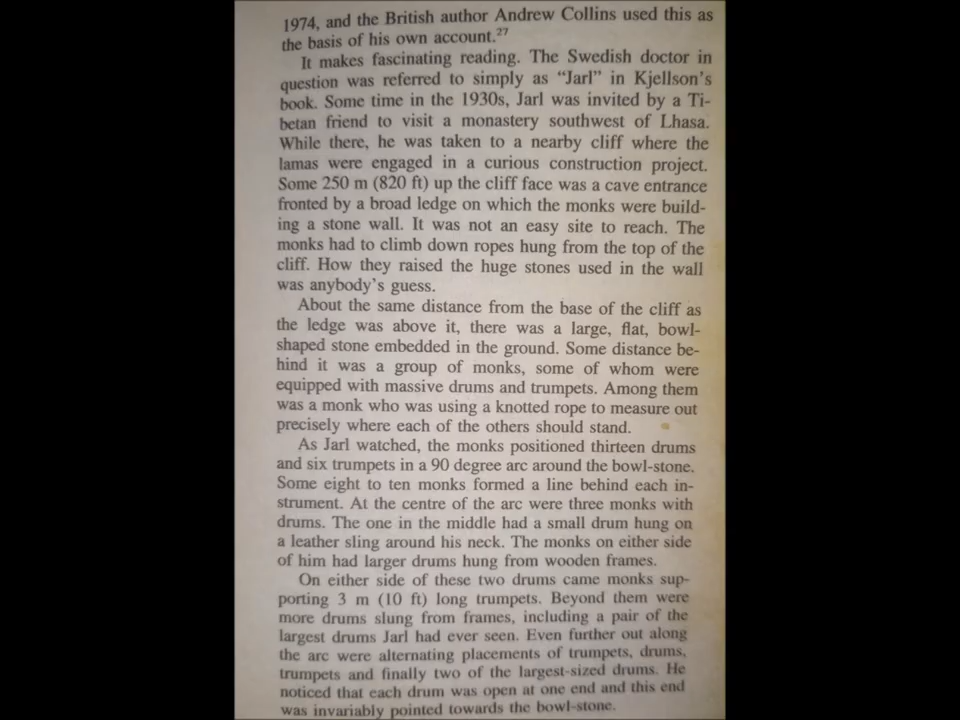 1974, and the British author Andrew Collins used this as
the basis of his own account.27
It makes fascinating reading. The Swedish doctor in
question was referred to simply as “Jarl” in Kjellson’s
book. Some time in the 1930s, Jarl was invited by a Ti-
betan friend to visit a monastery southwest of Lhasa.
While there, he was taken to a nearby cliff where the
lamas were engaged in a curious construction project.
Some 250 m (820 ft) up the cliff face was a cave entrance
fronted by a broad ledge on which the monks were build-
ing a stone wall. It was not an easy site to reach. The
monks had to climb down ropes hung from the top of the
cliff. How they raised the huge stones used in the wall
was anybody’s guess.
About the same distance from the base of the cliff as
the ledge was above it, there was a large, flat, bowl-
shaped stone embedded in the ground. Some distance be-
hind it was a group of monks, some of whom were
equipped with massive drums and trumpets. Among them
was a monk who was using a knotted rope to measure out
precisely where each of the others should stand.
As Jarl watched, the monks positioned thirteen drums
and six trumpets in a 90 degree arc around the bowl-stone.
Some eight to ten monks formed a line behind each in-
strument. At the centre of the arc were three monks with
drums. The one in the middle had a small drum hung on
a leather sling around his neck. The monks on either side
of him had larger drums hung from wooden frames.
On either side of these two drums came monks sup-
porting 3 m (10 ft) long trumpets. Beyond them were
more drums slung from frames, including a pair of the
largest drums Jarl had ever seen. Even further out along
the arc were alternating placements of trumpets, drums,
trumpets and finally two of the largest-sized drums. He
noticed that each drum was open at one end and this end
was invariably pointed towards the bowl-stone.